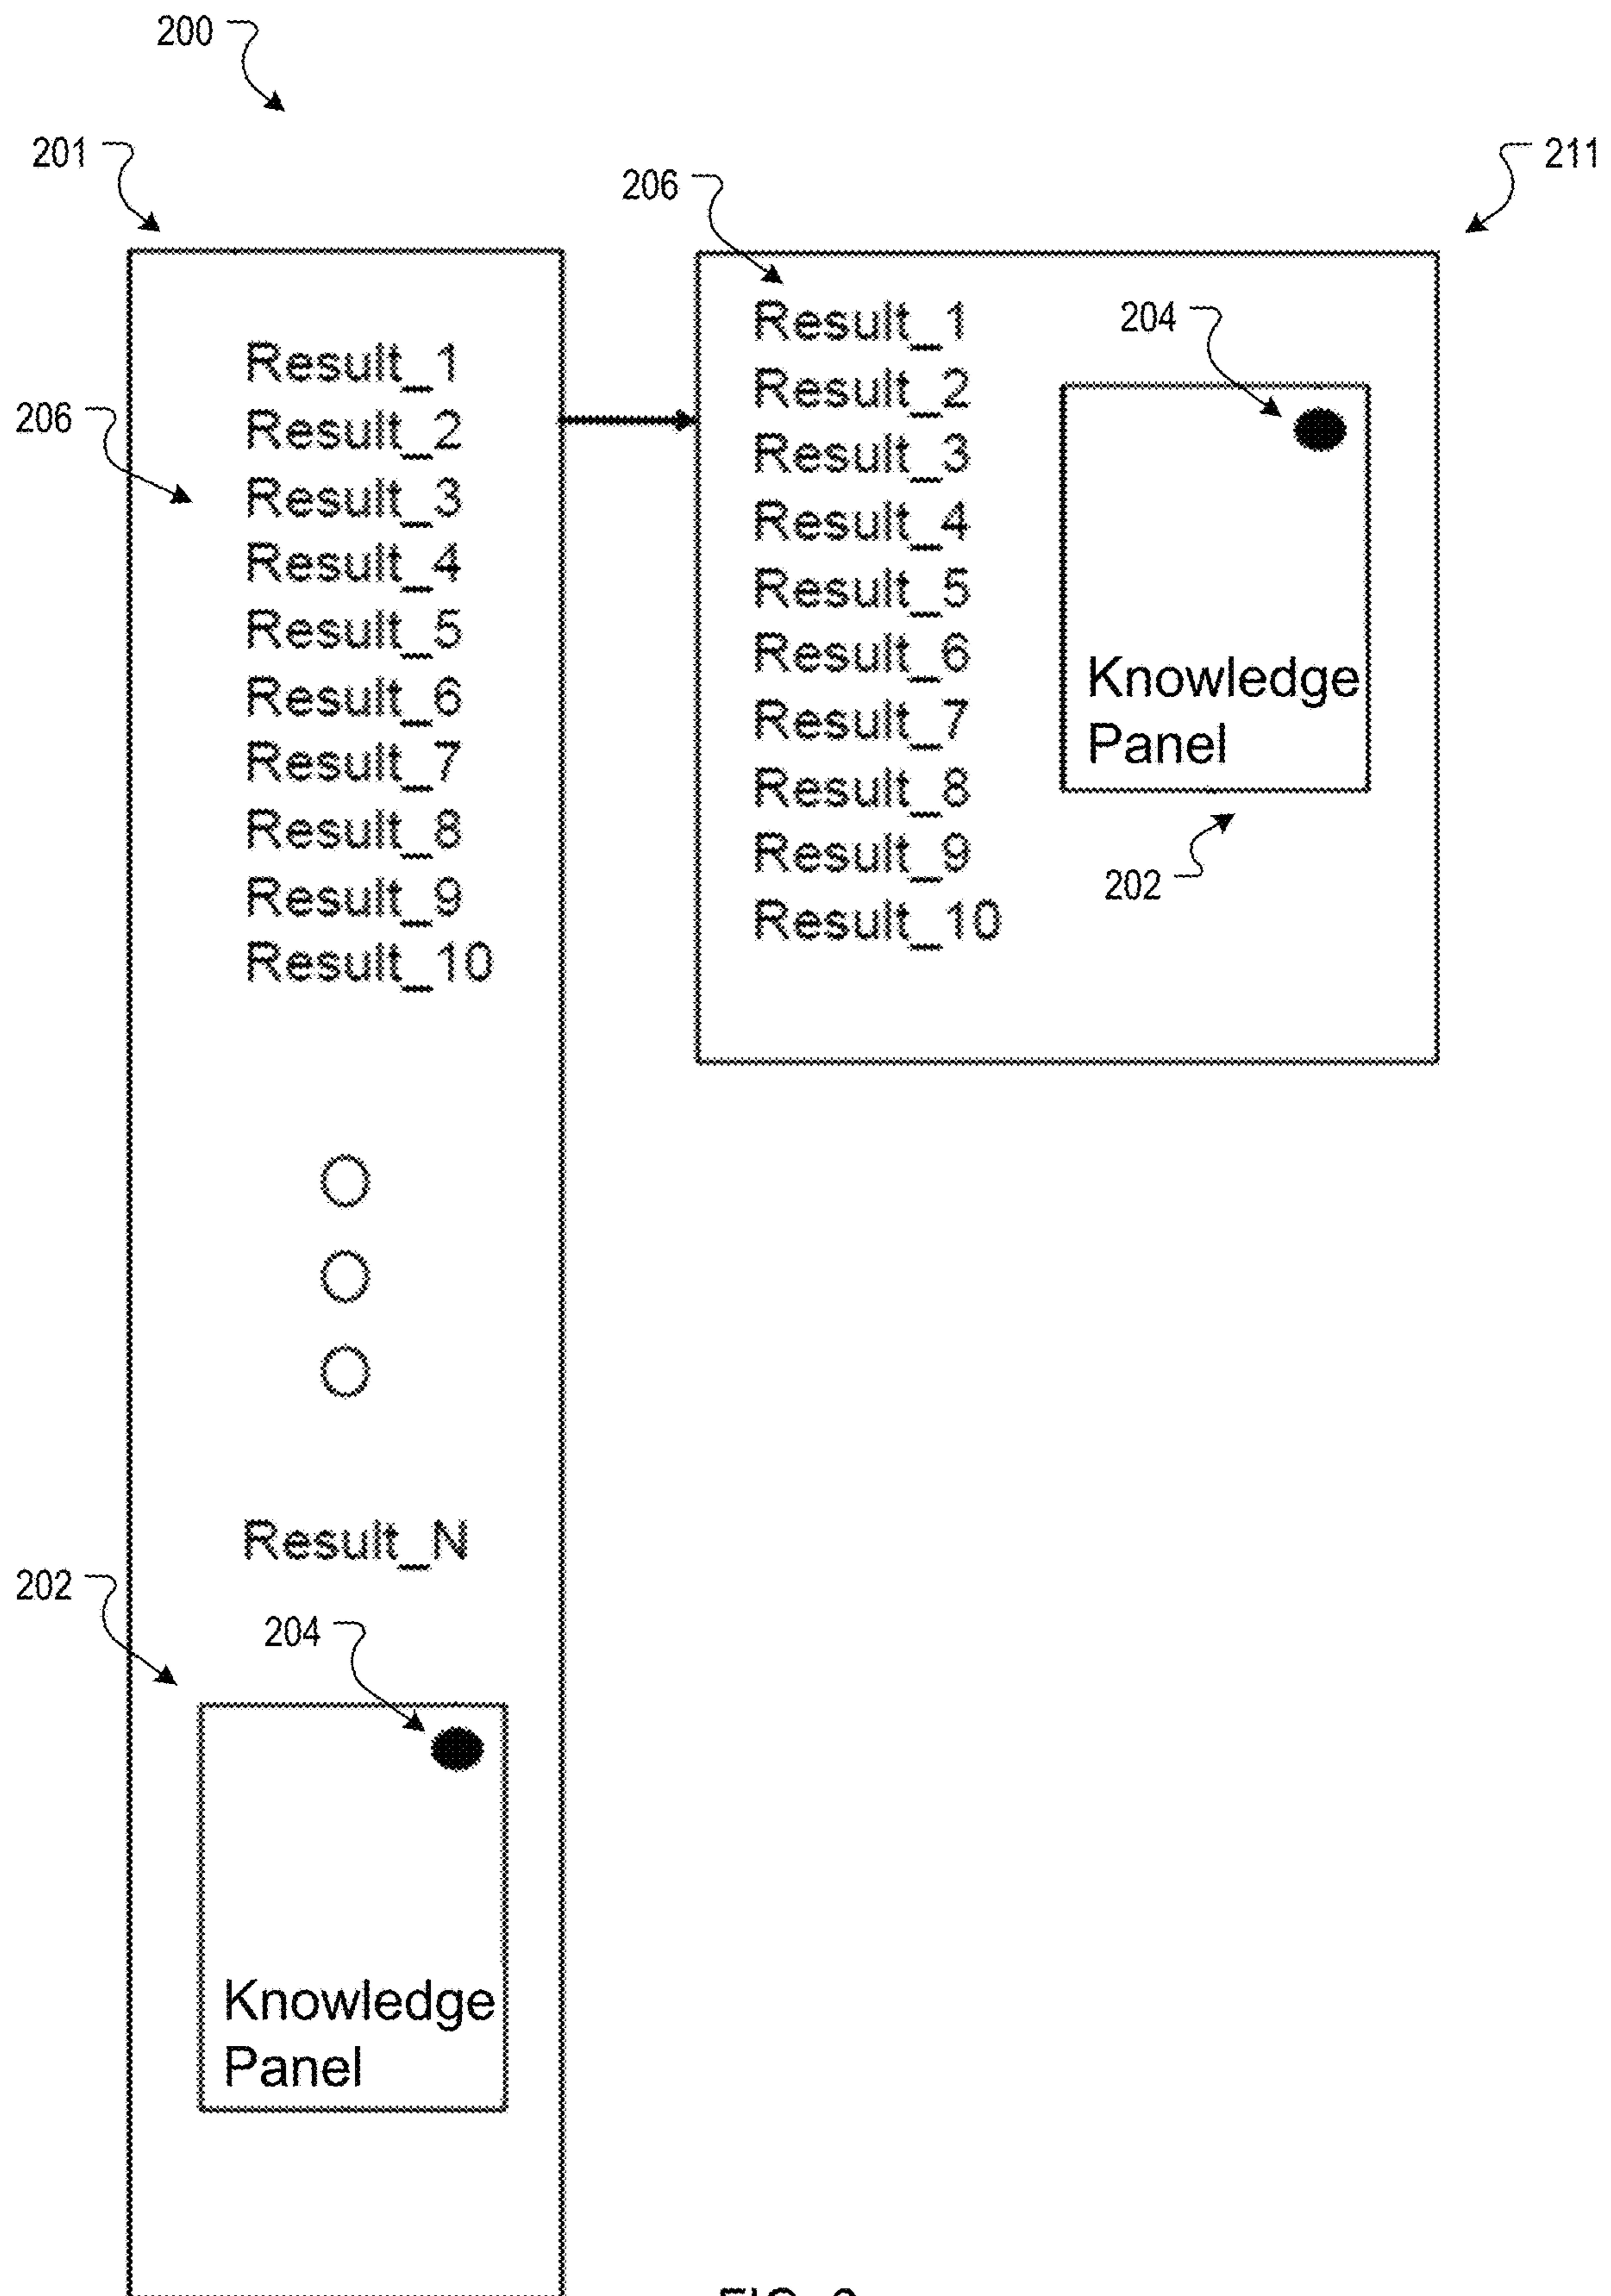 200
201
211
206
204
Result_1
Result_2
Result_3
Result_4
Result_5
Result_6
Result_7
Result_8
Result_9
Result_10
Knowledge
Panel
202
206
Result_1
Result_2
Result_3
Result_4
Result_5
Result_6
Result_7
Result_8
Result_9
Result_10
Result_N
202
204
Knowledge
Panel